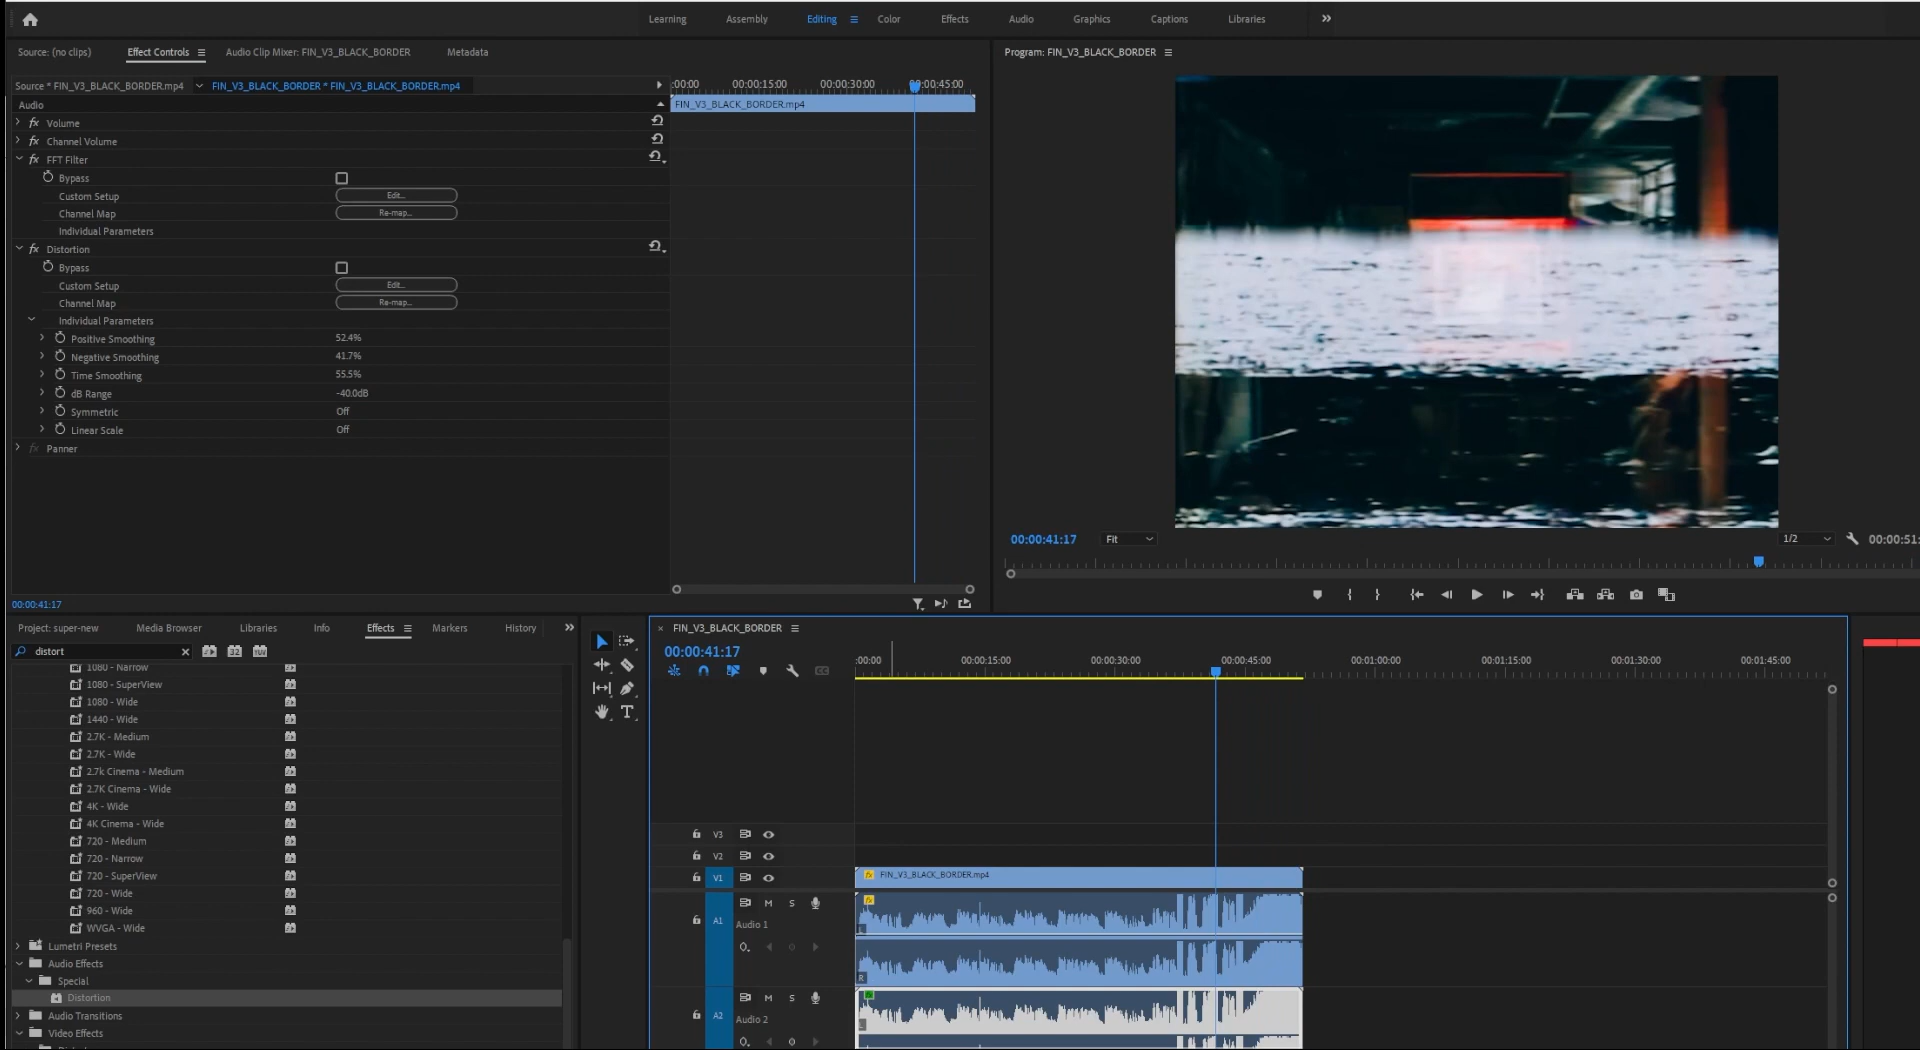 Learning Assembly Editing Color Effects Audio Graphics Captions Libraries
Source: (no clips) Effect Controls Audio Clip Mixer: FIN_V3_BLACK_BORDER Metadata
Source * FIN_V3_BLACK_BORDER.mp4 FIN_V3_BLACK_BORDER * FIN_V3_BLACK_BORDER.mp4
:00:00 00:00:15:00 00:00:30:00 00:00:45:00
FIN_V3_BLACK_BORDER.mp4
Audio
fx Volume
fx Channel Volume
fx FFT Filter
Bypass
Custom Setup Edit...
Channel Map Re-map...
Individual Parameters
fx Distortion
Bypass
Custom Setup Edit...
Channel Map Re-map...
Individual Parameters
Positive Smoothing 52.4%
Negative Smoothing 41.7%
Time Smoothing 55.5%
dB Range -40.0dB
Symmetric Off
Linear Scale Off
fx Panner
00:00:41:17
Program: FIN_V3_BLACK_BORDER
00:00:41:17 Fit 1/2 00:00:51:
Project: super-new Media Browser Libraries Info Effects Markers History
distort
1080 - Narrow
1080 - SuperView
1080 - Wide
1440 - Wide
2.7K - Medium
2.7K - Wide
2.7k Cinema - Medium
2.7K Cinema - Wide
4K - Wide
4K Cinema - Wide
720 - Medium
720 - Narrow
720 - SuperView
720 - Wide
960 - Wide
WVGA - Wide
Lumetri Presets
Audio Effects
Special
Distortion
Audio Transitions
Video Effects
× FIN_V3_BLACK_BORDER
00:00:41:17
:00:00 00:00:15:00 00:00:30:00 00:00:45:00 00:01:00:00 00:01:15:00 00:01:30:00 00:01:45:00
V3
V2
V1 fx FIN_V3_BLACK_BORDER.mp4
A1 M S
Audio 1
L
R
A2 M S
Audio 2
L